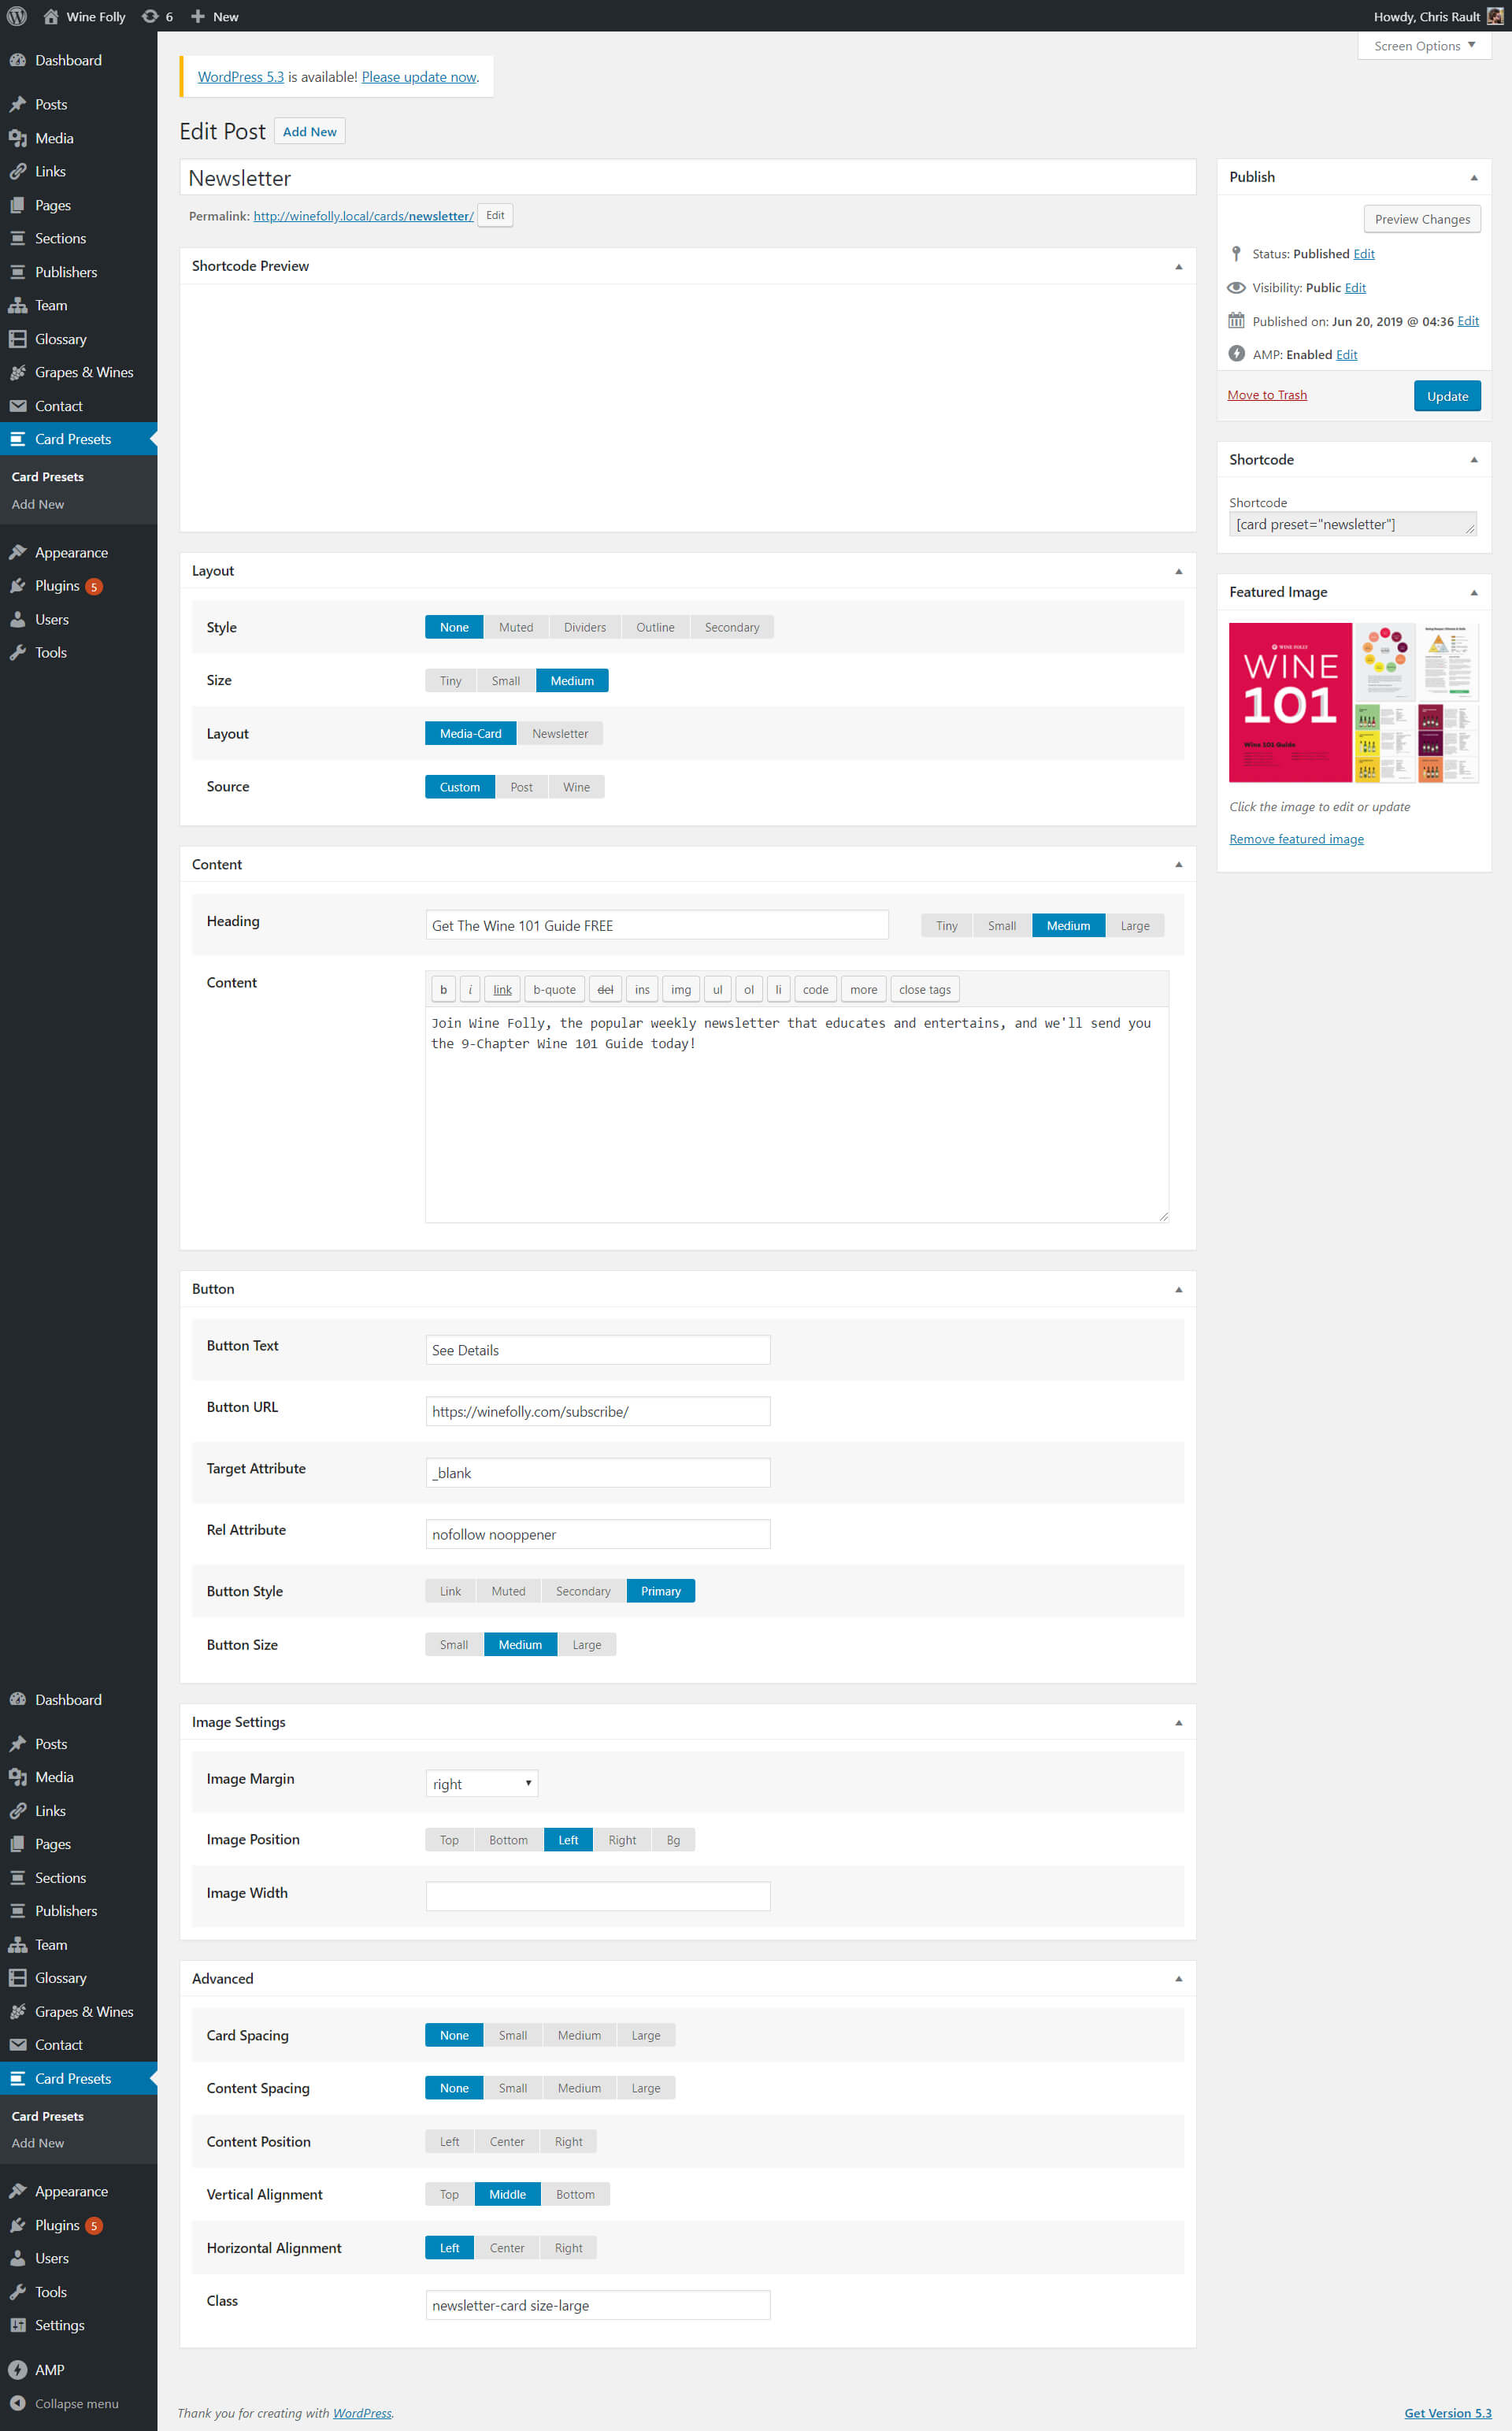 Wine Folly 6 New Howdy, Chris Rault
Screen Options
WordPress 5.3 is available! Please update now.
Edit Post Add New
Newsletter
Permalink: http://winefolly.local/cards/newsletter/ Edit
Dashboard
Posts
Media
Links
Pages
Sections
Publishers
Team
Glossary
Grapes & Wines
Contact
Card Presets
Card Presets
Add New
Appearance
Plugins 5
Users
Tools
Shortcode Preview
Layout
Style None Muted Dividers Outline Secondary
Size Tiny Small Medium
Layout Media-Card Newsletter
Source Custom Post Wine
Content
Heading Get The Wine 101 Guide FREE Tiny Small Medium Large
Content b i link b-quote del ins img ul ol li code more close tags
Join Wine Folly, the popular weekly newsletter that educates and entertains, and we'll send you
the 9-Chapter Wine 101 Guide today!
Button
Button Text See Details
Button URL https://winefolly.com/subscribe/
Target Attribute _blank
Rel Attribute nofollow nooppener
Button Style Link Muted Secondary Primary
Button Size Small Medium Large
Image Settings
Image Margin right
Image Position Top Bottom Left Right Bg
Image Width
Advanced
Card Spacing None Small Medium Large
Content Spacing None Small Medium Large
Content Position Left Center Right
Vertical Alignment Top Middle Bottom
Horizontal Alignment Left Center Right
Class newsletter-card size-large
Publish
Preview Changes
Status: Published Edit
Visibility: Public Edit
Published on: Jun 20, 2019 @ 04:36 Edit
AMP: Enabled Edit
Move to Trash Update
Shortcode
Shortcode
[card preset="newsletter"]
Featured Image
WINE FOLLY
WINE
101
Wine 101 Guide
Click the image to edit or update
Remove featured image
Dashboard
Posts
Media
Links
Pages
Sections
Publishers
Team
Glossary
Grapes & Wines
Contact
Card Presets
Card Presets
Add New
Appearance
Plugins 5
Users
Tools
Settings
AMP
Collapse menu
Thank you for creating with WordPress. Get Version 5.3